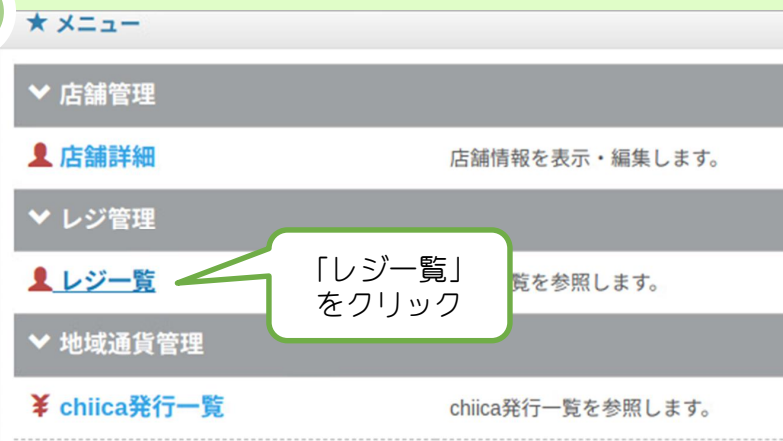 ★ メニュー
店舗管理
店舗詳細 店舗情報を表示・編集します。
レジ管理
レジ一覧 覧を参照します。
「レジ一覧」
をクリック
地域通貨管理
¥ chiica発行一覧 chiica発行一覧を参照します。